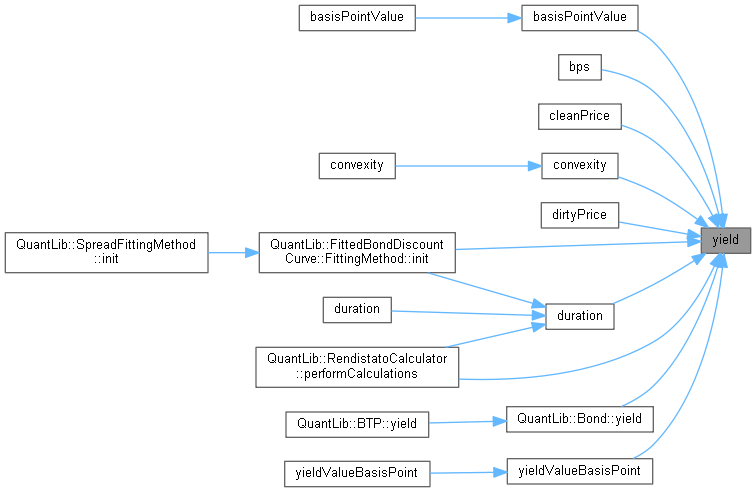 basisPointValue
basisPointValue
bps
cleanPrice
convexity
convexity
dirtyPrice
QuantLib::SpreadFittingMethod
::init
QuantLib::FittedBondDiscount
Curve::FittingMethod::init
yield
duration
duration
QuantLib::RendistatoCalculator
::performCalculations
QuantLib::BTP::yield
QuantLib::Bond::yield
yieldValueBasisPoint
yieldValueBasisPoint